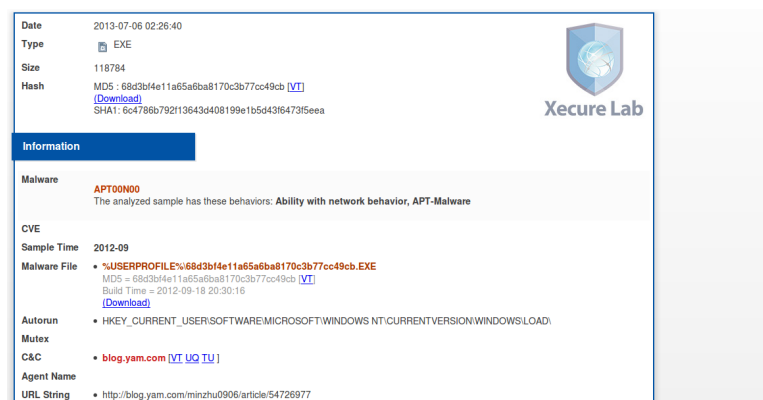 Date 2013-07-06 02:26:40
Type EXE
Size 118784
Hash MD5 : 68d3bf4e11a65a6ba8170c3b77cc49cb [VT]
(Download)
SHA1: 6c4786b792f13643d408199e1b5d43f6473f5eea
Xecure Lab
Information
Malware
APT00N00
The analyzed sample has these behaviors: Ability with network behavior, APT-Malware
CVE
Sample Time 2012-09
Malware File • %USERPROFILE%\68d3bf4e11a65a6ba8170c3b77cc49cb.EXE
MD5 = 68d3bf4e11a65a6ba8170c3b77cc49cb [VT]
Build Time = 2012-09-18 20:30:16
(Download)
Autorun • HKEY_CURRENT_USER\SOFTWARE\MICROSOFT\WINDOWS NT\CURRENTVERSION\WINDOWS\LOAD\
Mutex
C&C • blog.yam.com [VT UQ TU ]
Agent Name
URL String • http://blog.yam.com/minzhu0906/article/54726977